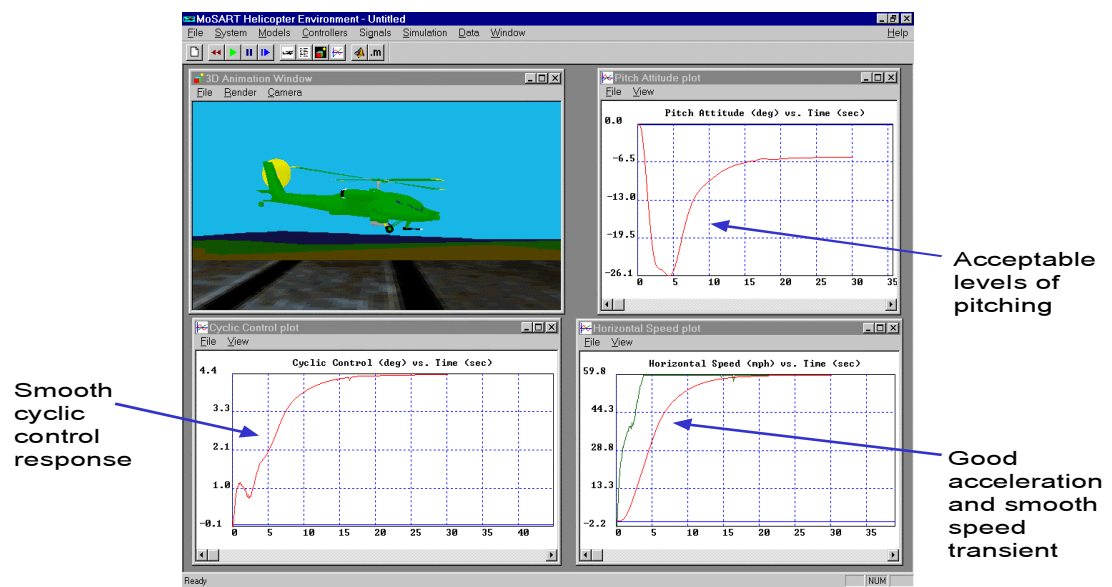 MoSART Helicopter Environment - Untitled
File System Models Controllers Signals Simulation Data Window Help
.m
3D Animation Window
File Render Camera
Pitch Attitude plot
File View
Pitch Attitude (deg) vs. Time (sec)
0.0
-6.5
-13.0
-19.5
-26.1
0 5 10 15 20 25 30 35
Acceptable
levels of
pitching
Cyclic Control plot
File View
Cyclic Control (deg) vs. Time (sec)
4.4
3.3
2.1
1.0
-0.1
0 5 10 15 20 25 30 35 40
Smooth
cyclic
control
response
Horizontal Speed plot
File View
Horizontal Speed (mph) vs. Time (sec)
59.8
44.3
28.8
13.3
-2.2
0 5 10 15 20 25 30 35
Good
acceleration
and smooth
speed
transient
Ready
NUM